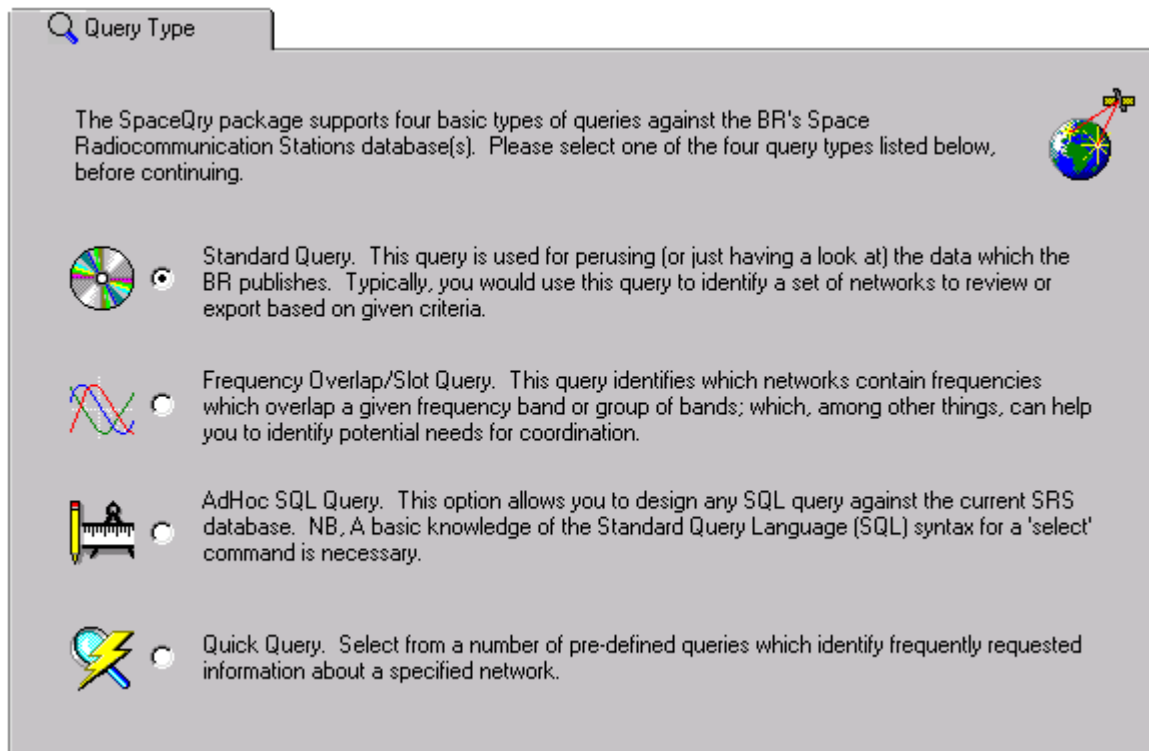 Query Type
The SpaceQry package supports four basic types of queries against the BR's Space
Radiocommunication Stations database(s).  Please select one of the four query types listed below,
before continuing.
Standard Query.  This query is used for perusing (or just having a look at) the data which the
BR publishes.  Typically, you would use this query to identify a set of networks to review or
export based on given criteria.
Frequency Overlap/Slot Query.  This query identifies which networks contain frequencies
which overlap a given frequency band or group of bands; which, among other things, can help
you to identify potential needs for coordination.
AdHoc SQL Query.  This option allows you to design any SQL query against the current SRS
database.  NB, A basic knowledge of the Standard Query Language (SQL) syntax for a 'select'
command is necessary.
Quick Query.  Select from a number of pre-defined queries which identify frequently requested
information about a specified network.